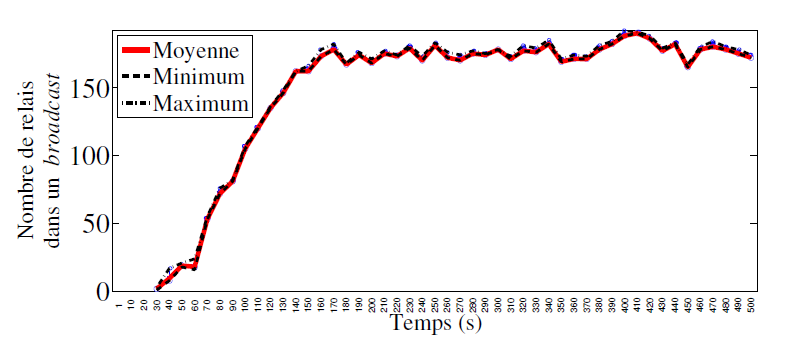 Nombre de relais
dans un broadcast
Moyenne
Minimum
Maximum
150
100
50
0
1 10 20 30 40 50 60 70 80 90 100 110 120 130 140 150 160 170 180 190 200 210 220 230 240 250 260 270 280 290 300 310 320 330 340 350 360 370 380 390 400 410 420 430 440 450 460 470 480 490 500
Temps (s)